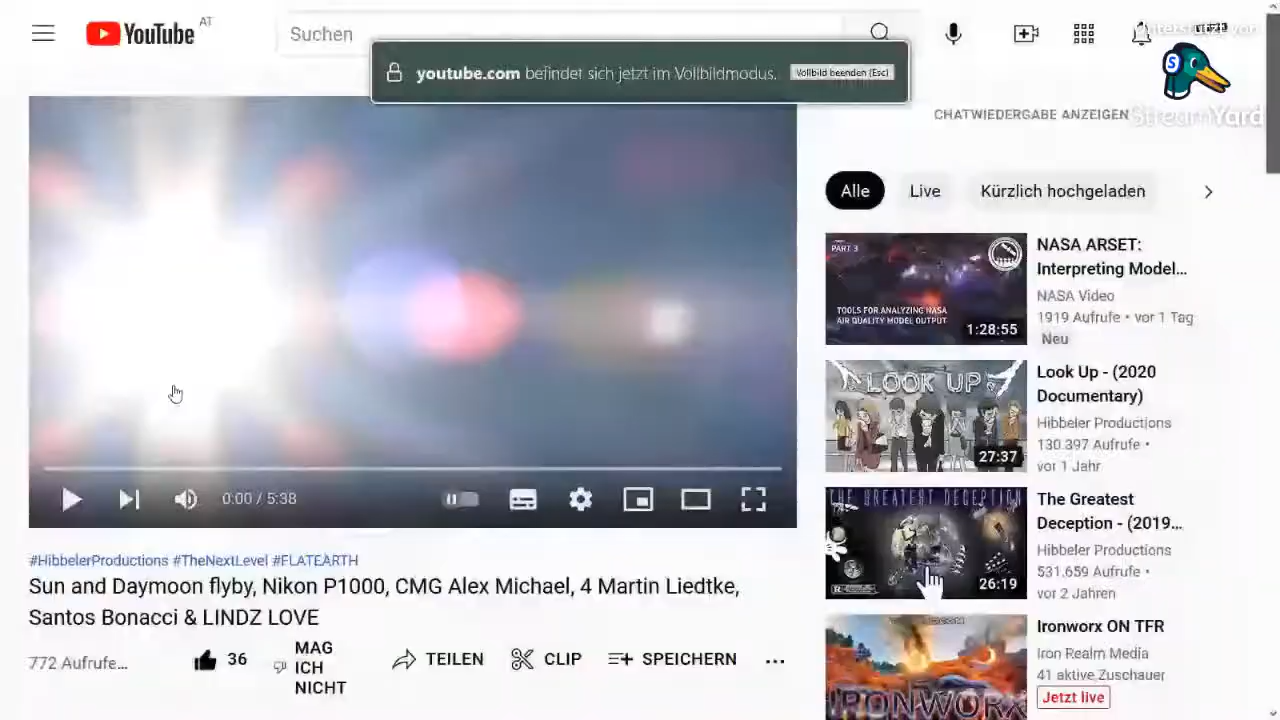 YouTube AT
Suchen
Unterstützt von
youtube.com befindet sich jetzt im Vollbildmodus. Vollbild beenden (Esc)
S
StreamYard
CHATWIEDERGABE ANZEIGEN
Alle
Live
Kürzlich hochgeladen
0:00 / 5:38
#HibbelerProductions #TheNextLevel #FLATEARTH
Sun and Daymoon flyby, Nikon P1000, CMG Alex Michael, 4 Martin Liedtke,
Santos Bonacci & LINDZ LOVE
772 Aufrufe...
36
MAG
ICH
NICHT
TEILEN
CLIP
SPEICHERN
PART 3
TOOLS FOR ANALYZING NASA
AIR QUALITY MODEL OUTPUT
1:28:55
NASA ARSET:
Interpreting Model...
NASA Video
1919 Aufrufe • vor 1 Tag
Neu
LOOK UP
27:37
Look Up - (2020
Documentary)
Hibbeler Productions
130.397 Aufrufe •
vor 1 Jahr
THE GREATEST DECEPTION
26:19
The Greatest
Deception - (2019...
Hibbeler Productions
531.659 Aufrufe •
vor 2 Jahren
IRONWORX
Ironworx ON TFR
Iron Realm Media
41 aktive Zuschauer
Jetzt live